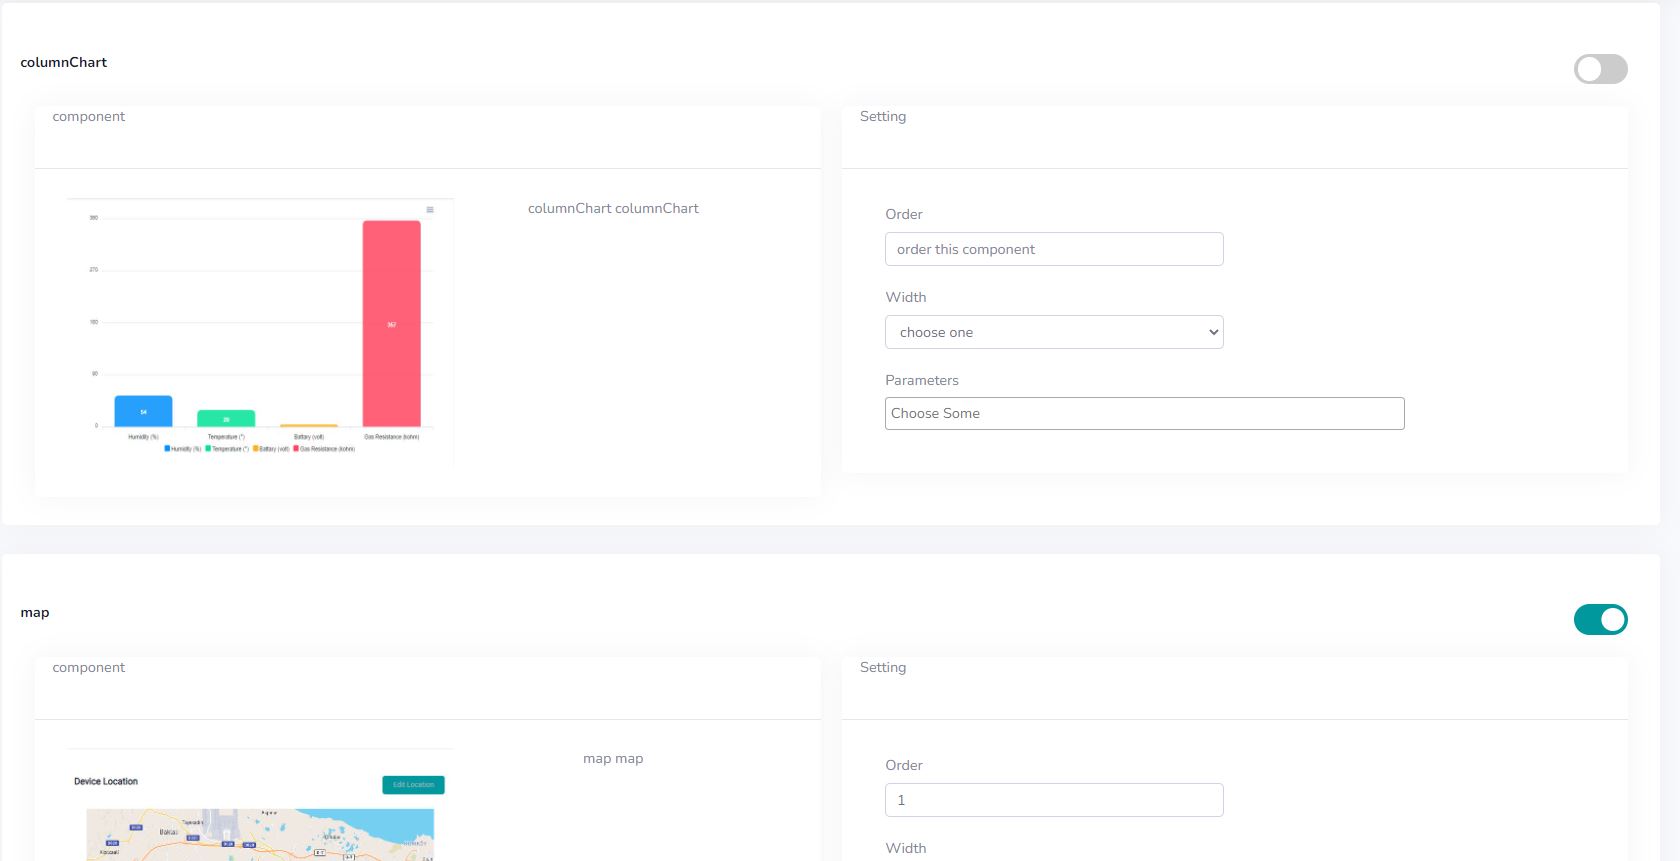 columnChart
component
Setting
columnChart columnChart
360
270
180
90
0
367
54
28
Humidity (%) Temperature (°) Battary (volt) Gas Resistance (kohm)
Humidity (%) Temperature (°) Battary (volt) Gas Resistance (kohm)
Order
order this component
Width
choose one
Parameters
Choose Some
map
component
Setting
map map
Device Location
Edit Location
Order
1
Width